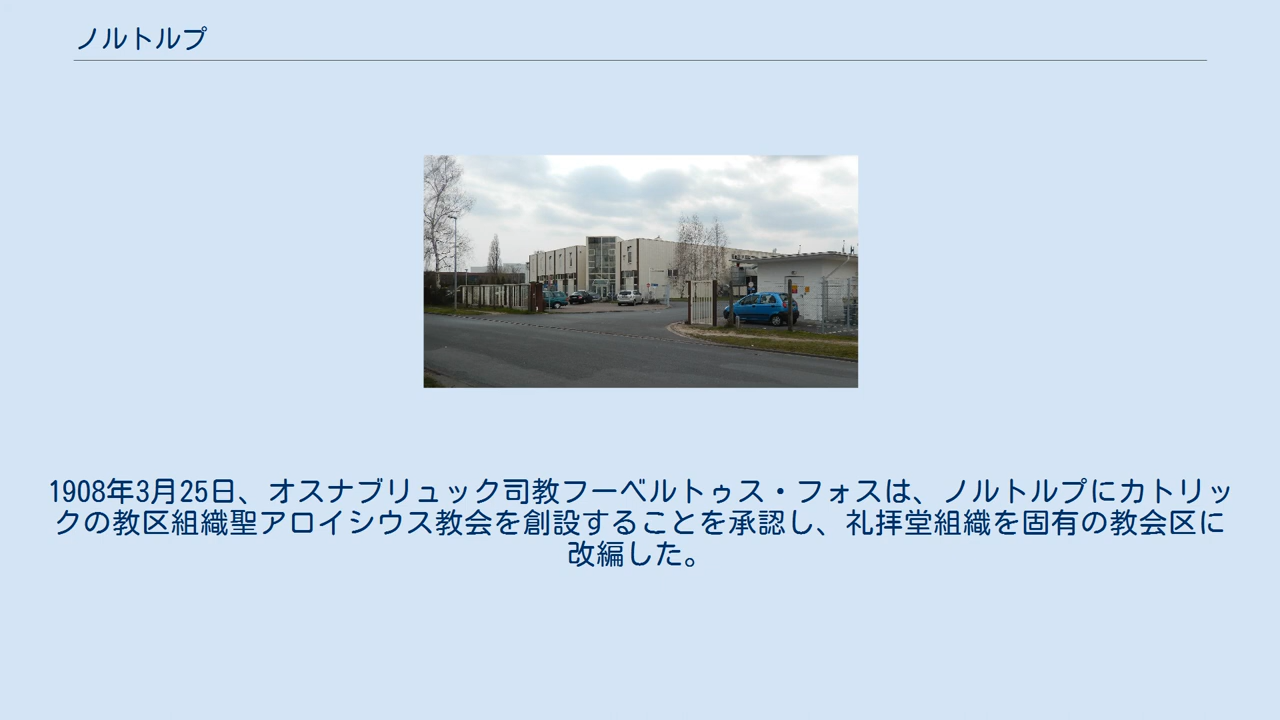 ノルトルプ
1908年3月25日、オスナブリュック司教フーベルトゥス・フォスは、ノルトルプにカトリッ
クの教区組織聖アロイシウス教会を創設することを承認し、礼拝堂組織を固有の教会区に
改編した。